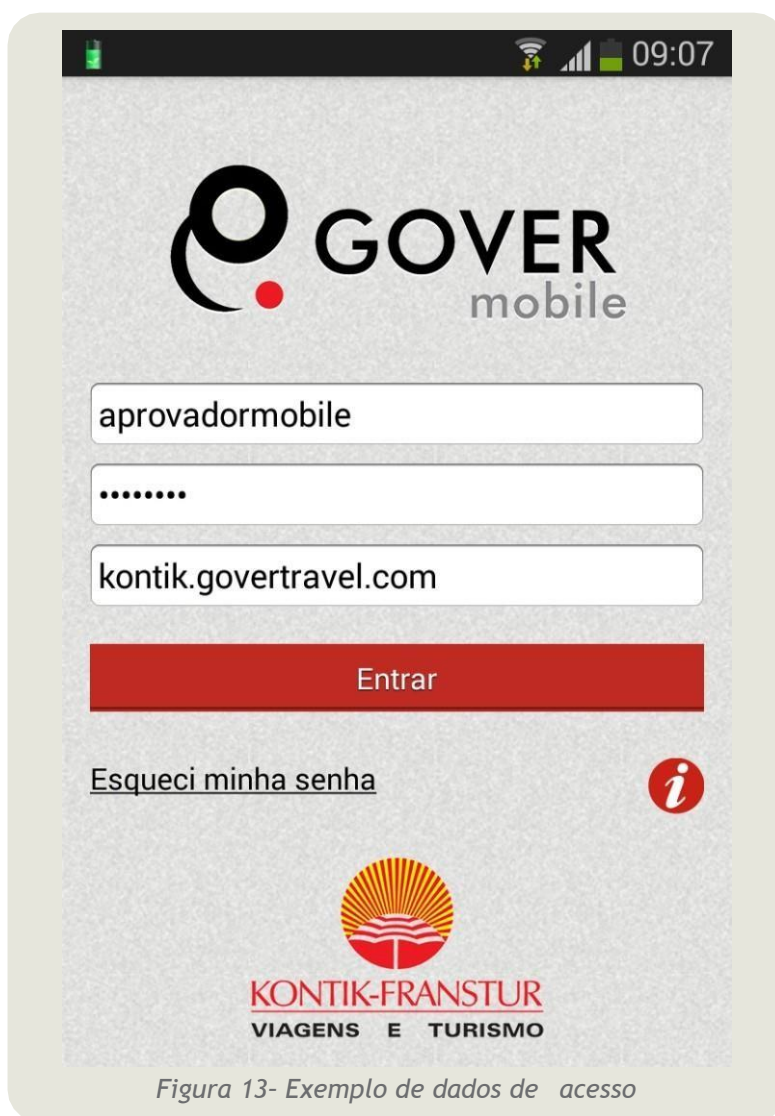 09:07
GOVER
mobile
aprovadormobile
••••••••
kontik.govertravel.com
Entrar
Esqueci minha senha
i
KONTIK-FRANSTUR
VIAGENS E TURISMO
Figura 13- Exemplo de dados de acesso